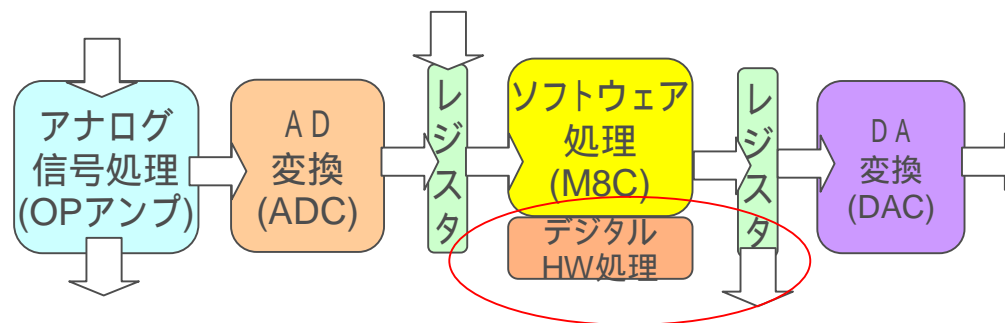 アナログ
信号処理
(OPアンプ)
ＡＤ
変換
(ADC)
レジスタ
ソフトウェア
処理
(M8C)
デジタル
HW処理
レジスタ
ＤＡ
変換
(DAC)